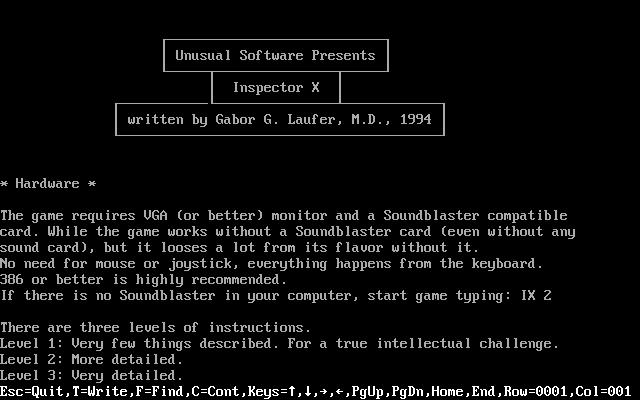 Unusual Software Presents
Inspector X
written by Gabor G. Laufer, M.D., 1994
* Hardware *
The game requires VGA (or better) monitor and a Soundblaster compatible
card. While the game works without a Soundblaster card (even without any
sound card), but it looses a lot from its flavor without it.
No need for mouse or joystick, everything happens from the keyboard.
386 or better is highly recommended.
If there is no Soundblaster in your computer, start game typing: IX 2
There are three levels of instructions.
Level 1: Very few things described. For a true intellectual challenge.
Level 2: More detailed.
Level 3: Very detailed.
Esc=Quit,T=Write,F=Find,C=Cont,Keys=↑,↓,→,←,PgUp,PgDn,Home,End,Row=0001,Col=001